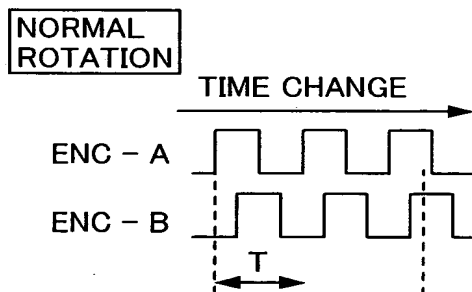 NORMAL
ROTATION
TIME CHANGE
ENC - A
ENC - B
T